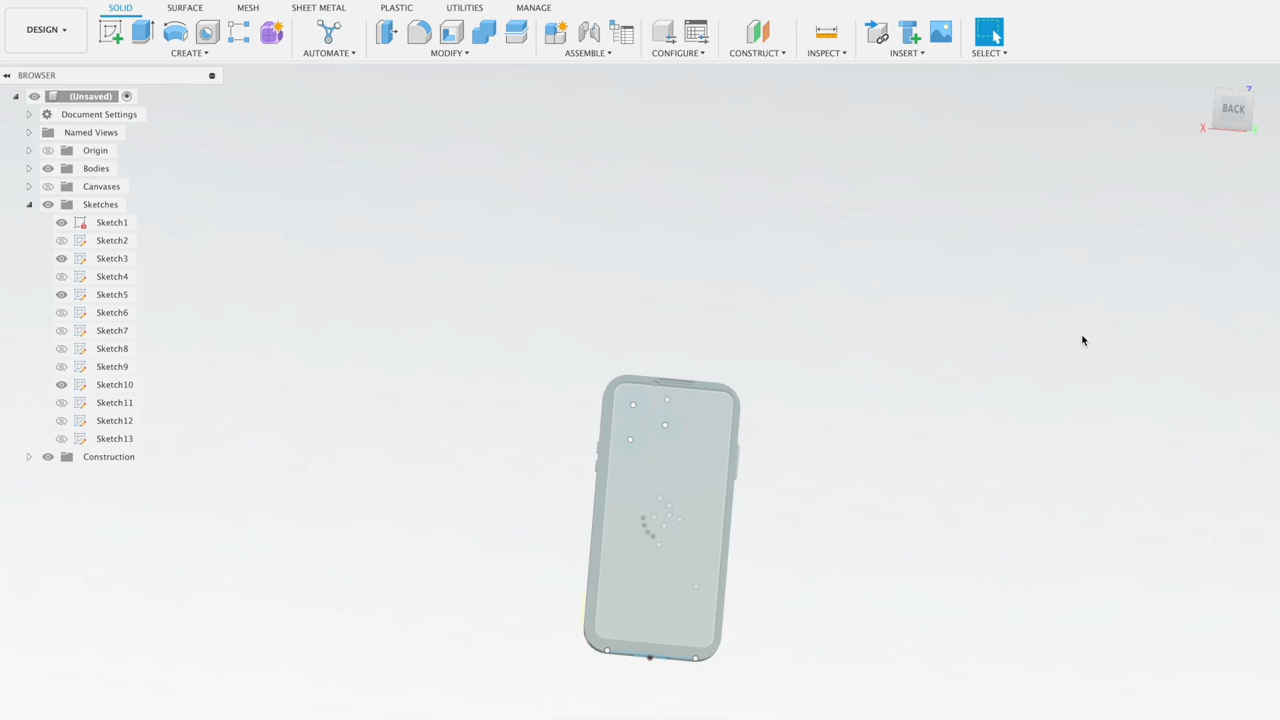 SOLID SURFACE MESH SHEET METAL PLASTIC UTILITIES MANAGE
DESIGN
CREATE AUTOMATE MODIFY ASSEMBLE CONFIGURE CONSTRUCT INSPECT INSERT SELECT
BROWSER
(Unsaved)
Document Settings
Named Views
Origin
Bodies
Canvases
Sketches
Sketch1
Sketch2
Sketch3
Sketch4
Sketch5
Sketch6
Sketch7
Sketch8
Sketch9
Sketch10
Sketch11
Sketch12
Sketch13
Construction
Z
BACK
X